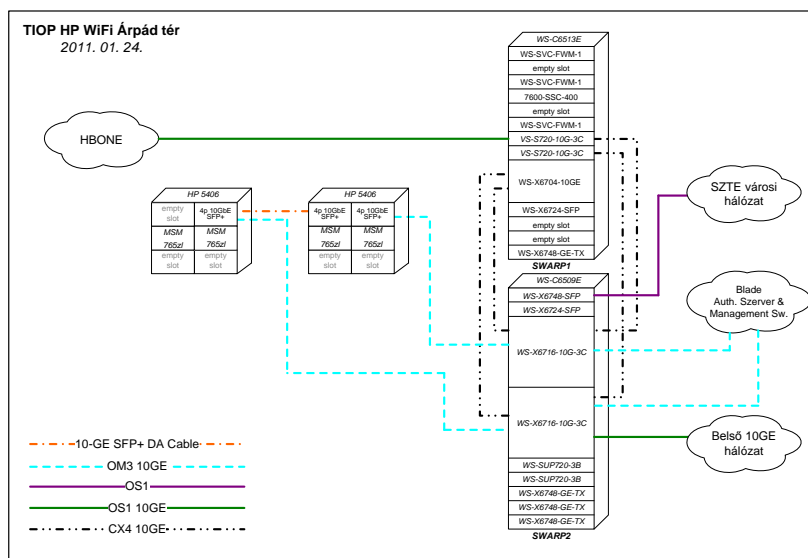 TIOP HP WiFi Árpád tér
2011. 01. 24.
WS-C6513E
WS-SVC-FWM-1
empty slot
WS-SVC-FWM-1
7600-SSC-400
empty slot
WS-SVC-FWM-1
VS-S720-10G-3C
VS-S720-10G-3C
WS-X6704-10GE
WS-X6724-SFP
empty slot
empty slot
WS-X6748-GE-TX
SWARP1
HBONE
HP 5406
empty slot
4p 10GbE SFP+
MSM 765zl
MSM 765zl
empty slot
empty slot
HP 5406
4p 10GbE SFP+
4p 10GbE SFP+
MSM 765zl
MSM 765zl
empty slot
empty slot
SZTE városi
hálózat
WS-C6509E
WS-X6748-SFP
WS-X6724-SFP
WS-X6716-10G-3C
WS-X6716-10G-3C
WS-SUP720-3B
WS-SUP720-3B
WS-X6748-GE-TX
WS-X6748-GE-TX
WS-X6748-GE-TX
SWARP2
Blade
Auth. Szerver &
Management Sw.
Belső 10GE
hálózat
10-GE SFP+ DA Cable
OM3 10GE
OS1
OS1 10GE
CX4 10GE